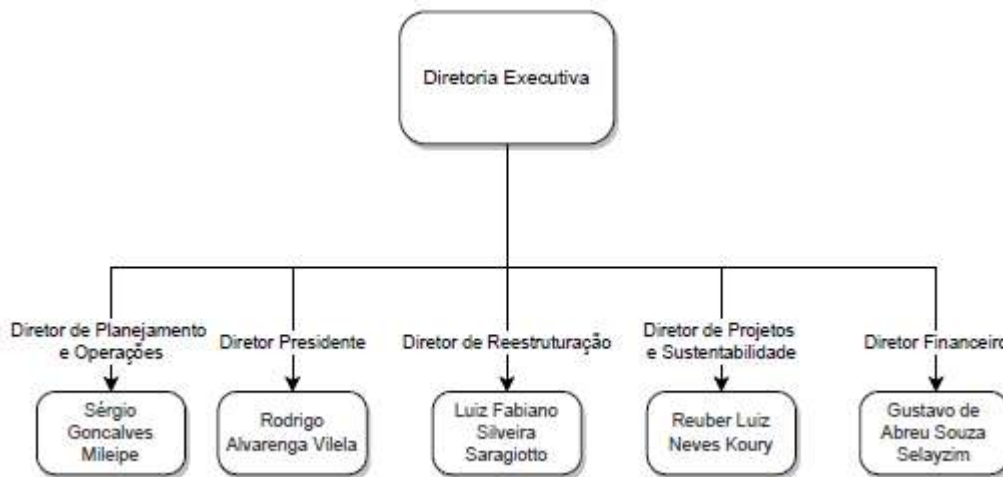 Diretoria Executiva
Diretor de Planejamento
e Operações
Diretor Presidente
Diretor de Reestruturação
Diretor de Projetos
e Sustentabilidade
Diretor Financeiro
Sérgio
Goncalves
Mileipe
Rodrigo
Alvarenga Vilela
Luiz Fabiano
Silveira
Saragiotto
Reuber Luiz
Neves Koury
Gustavo de
Abreu Souza
Selayzim